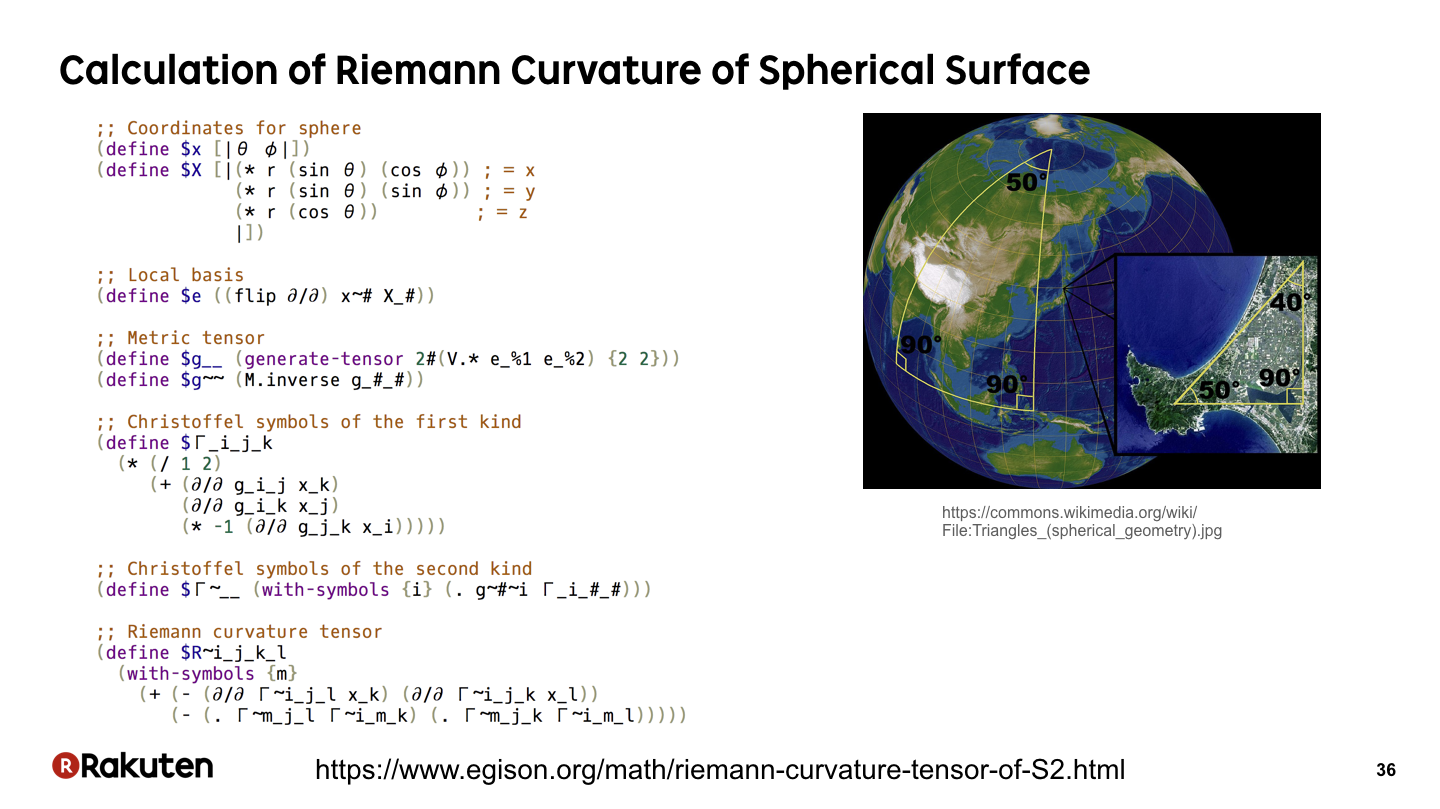 Calculation of Riemann Curvature of Spherical Surface
;; Coordinates for sphere
(define $x [|θ ϕ|])
(define $X [|(* r (sin θ) (cos ϕ)) ; = x
(* r (sin θ) (sin ϕ)) ; = y
(* r (cos θ)) ; = z
|])
;; Local basis
(define $e ((flip ∂/∂) x~# X_#))
;; Metric tensor
(define $g__ (generate-tensor 2#(V.* e_%1 e_%2) {2 2}))
(define $g~~ (M.inverse g_#_#))
;; Christoffel symbols of the first kind
(define $Γ_i_j_k
(* (/ 1 2)
(+ (∂/∂ g_i_j x_k)
(∂/∂ g_i_k x_j)
(* -1 (∂/∂ g_j_k x_i)))))
;; Christoffel symbols of the second kind
(define $Γ~__ (with-symbols {i} (. g~#~i Γ_i_#_#)))
;; Riemann curvature tensor
(define $R~i_j_k_l
(with-symbols {m}
(+ (- (∂/∂ Γ~i_j_l x_k) (∂/∂ Γ~i_j_k x_l))
(- (. Γ~m_j_l Γ~i_m_k) (. Γ~m_j_k Γ~i_m_l)))))
50°
90°
90°
40°
50°
90°
https://commons.wikimedia.org/wiki/
File:Triangles_(spherical_geometry).jpg
R Rakuten
https://www.egison.org/math/riemann-curvature-tensor-of-S2.html
36